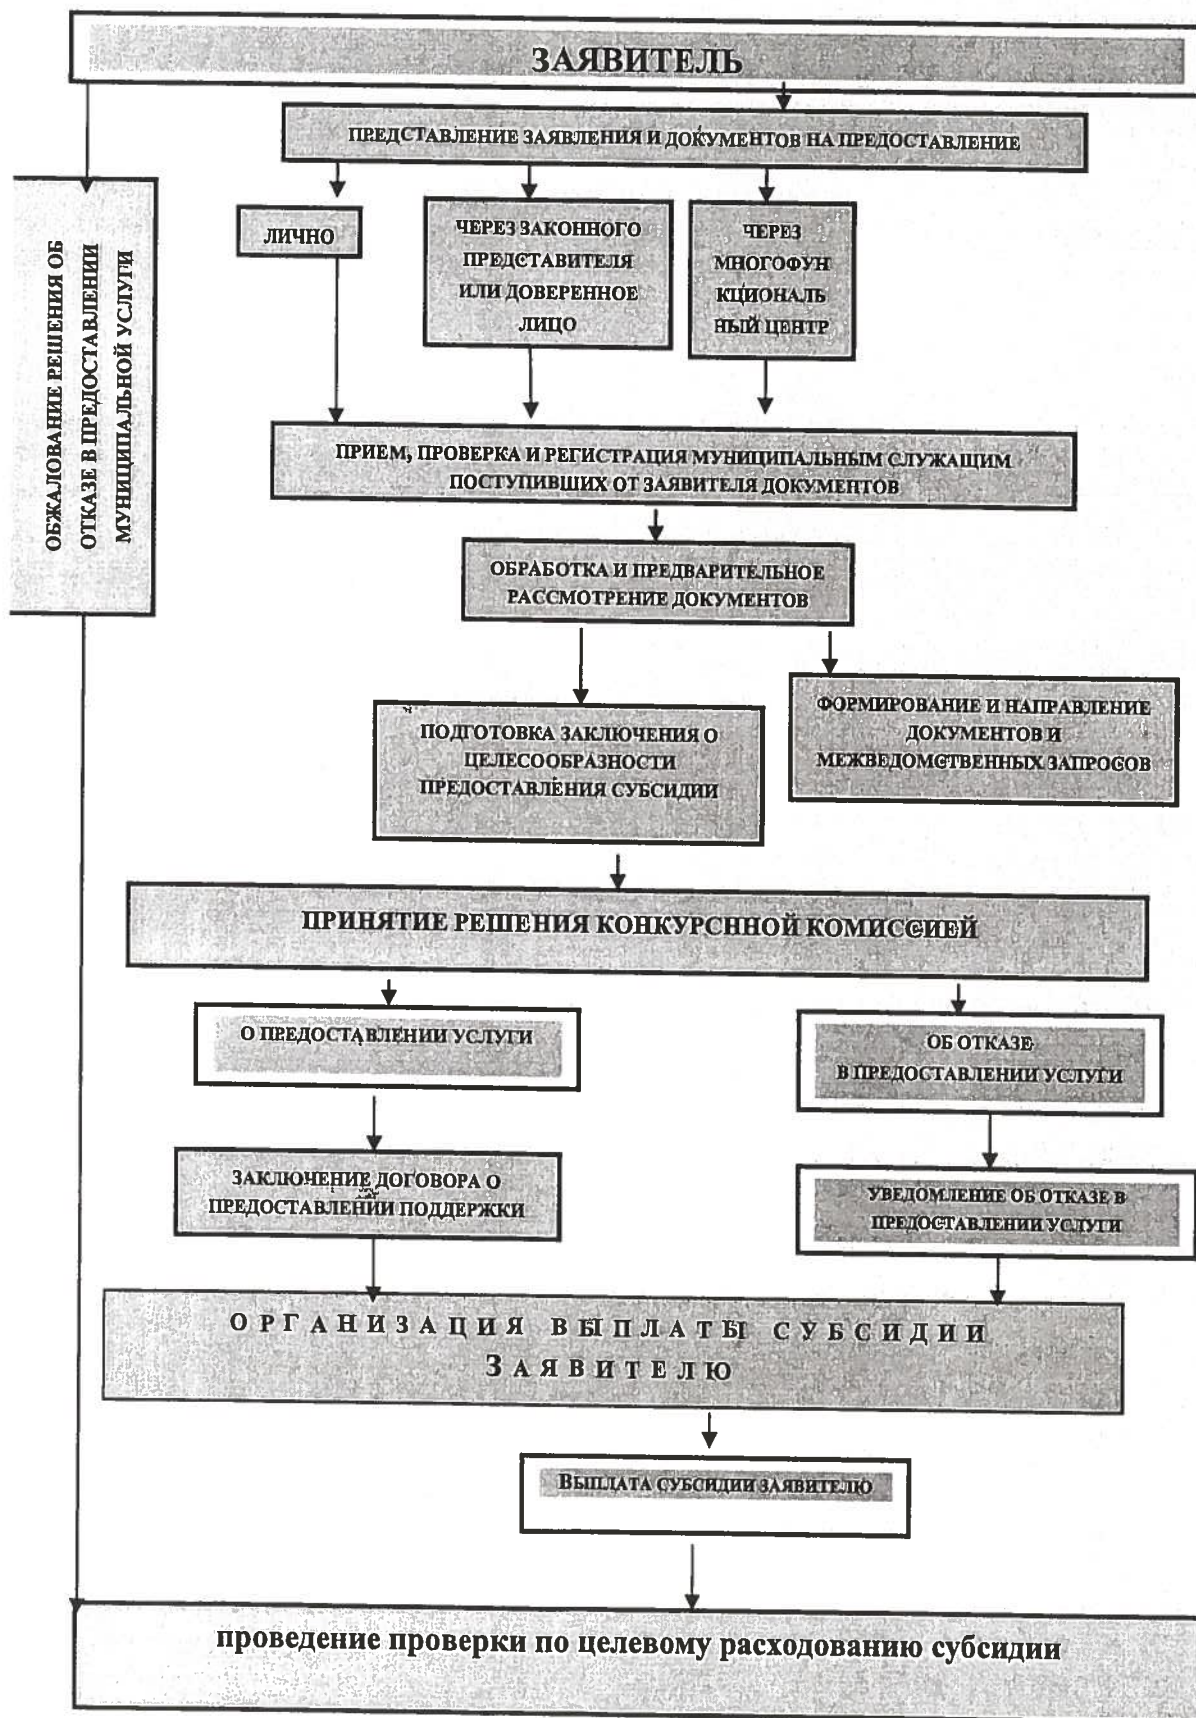 ЗАЯВИТЕЛЬ
ПРЕДСТАВЛЕНИЕ ЗАЯВЛЕНИЯ И ДОКУМЕНТОВ НА ПРЕДОСТАВЛЕНИЕ
ОБЖАЛОВАНИЕ РЕШЕНИЯ ОБ
ОТКАЗЕ В ПРЕДОСТАВЛЕНИИ
МУНИЦИПАЛЬНОЙ УСЛУГИ
ЛИЧНО
ЧЕРЕЗ ЗАКОННОГО
ПРЕДСТАВИТЕЛЯ
ИЛИ ДОВЕРЕННОЕ
ЛИЦО
ЧЕРЕЗ
МНОГОФУН
КЦИОНАЛЬ
НЫЙ ЦЕНТР
ПРИЕМ, ПРОВЕРКА И РЕГИСТРАЦИЯ МУНИЦИПАЛЬНЫМ СЛУЖАЩИМ
ПОСТУПИВШИХ ОТ ЗАЯВИТЕЛЯ ДОКУМЕНТОВ
ОБРАБОТКА И ПРЕДВАРИТЕЛЬНОЕ
РАССМОТРЕНИЕ ДОКУМЕНТОВ
ПОДГОТОВКА ЗАКЛЮЧЕНИЯ О
ЦЕЛЕСООБРАЗНОСТИ
ПРЕДОСТАВЛЕНИЯ СУБСИДИИ
ФОРМИРОВАНИЕ И НАПРАВЛЕНИЕ
ДОКУМЕНТОВ И
МЕЖВЕДОМСТВЕННЫХ ЗАПРОСОВ
ПРИНЯТИЕ РЕШЕНИЯ КОНКУРСННОЙ КОМИССИЕЙ
О ПРЕДОСТАВЛЕНИИ УСЛУГИ
ОБ ОТКАЗЕ
В ПРЕДОСТАВЛЕНИИ УСЛУГИ
ЗАКЛЮЧЕНИЕ ДОГОВОРА О
ПРЕДОСТАВЛЕНИИ ПОДДЕРЖКИ
УВЕДОМЛЕНИЕ ОБ ОТКАЗЕ В
ПРЕДОСТАВЛЕНИИ УСЛУГИ
ОРГАНИЗАЦИЯ ВЫПЛАТЫ СУБСИДИИ
ЗАЯВИТЕЛЮ
ВЫПЛАТА СУБСИДИИ ЗАЯВИТЕЛЮ
проведение проверки по целевому расходованию субсидии